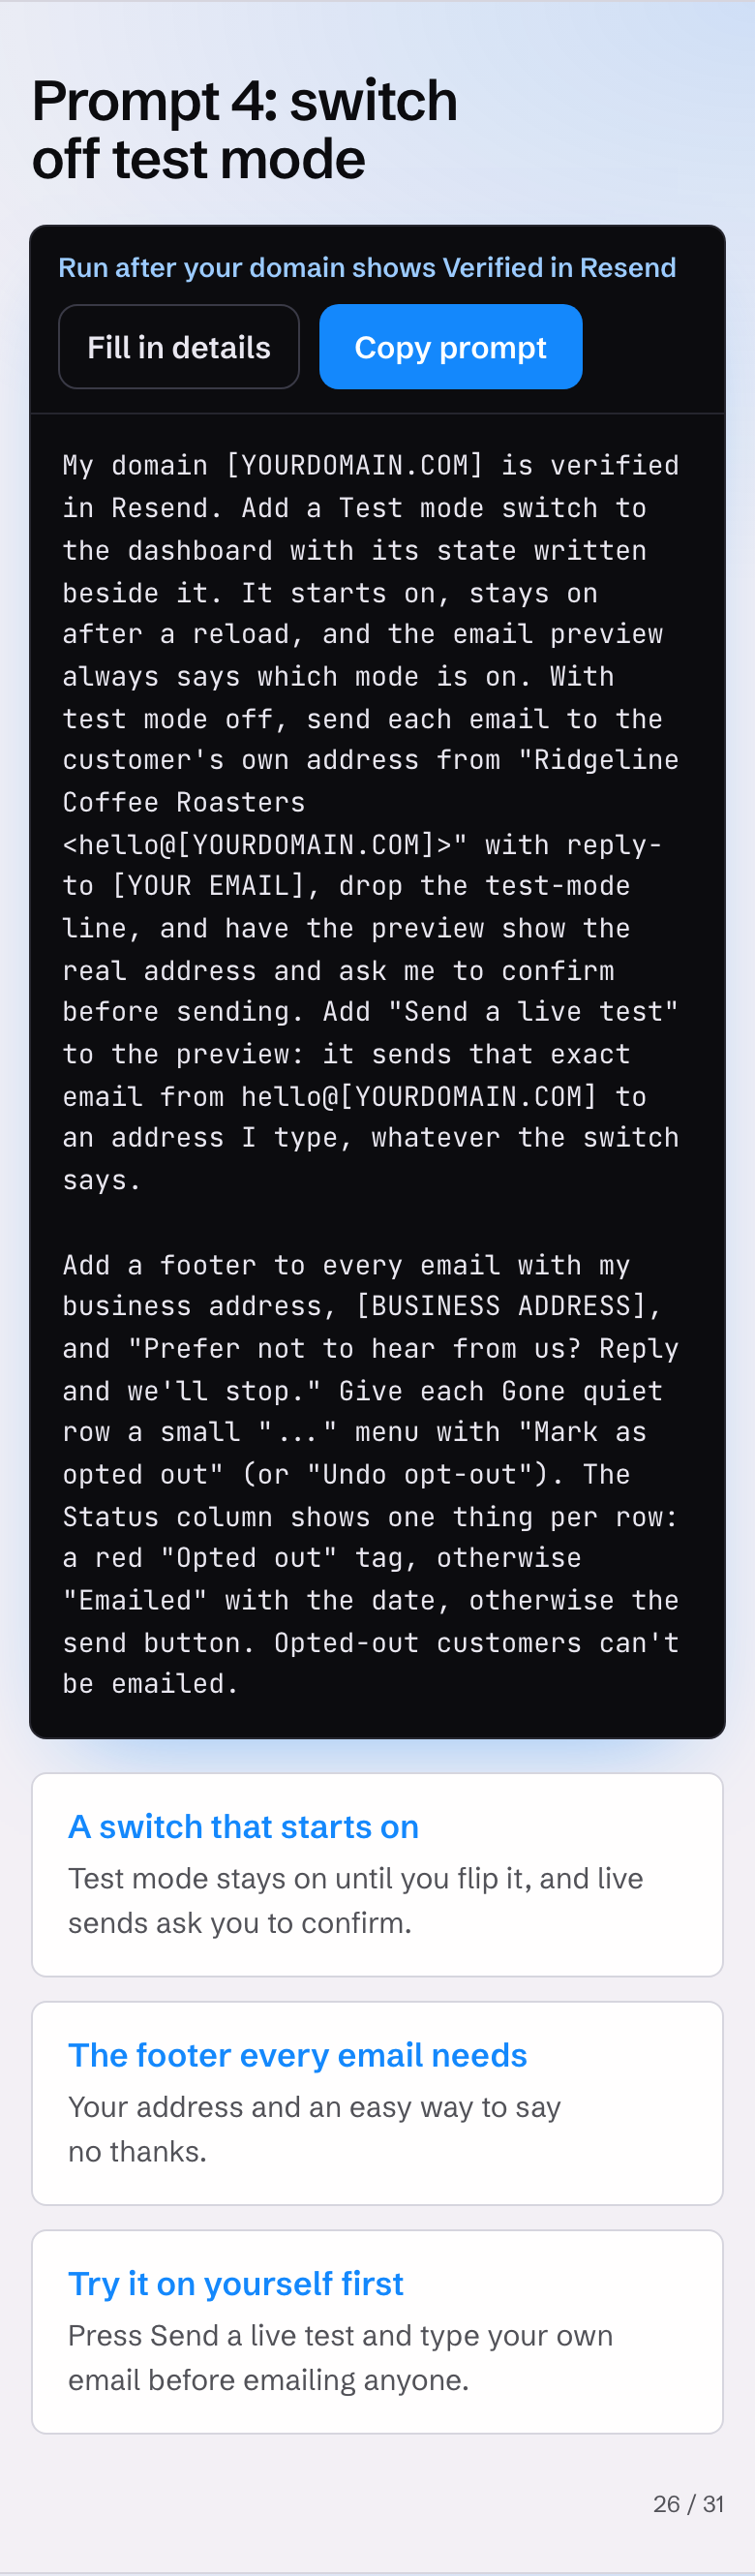 Prompt 4: switch
off test mode
Run after your domain shows Verified in Resend
Fill in details
Copy prompt
My domain [YOURDOMAIN.COM] is verified
in Resend. Add a Test mode switch to
the dashboard with its state written
beside it. It starts on, stays on
after a reload, and the email preview
always says which mode is on. With
test mode off, send each email to the
customer's own address from "Ridgeline
Coffee Roasters
<hello@[YOURDOMAIN.COM]>" with reply-
to [YOUR EMAIL], drop the test-mode
line, and have the preview show the
real address and ask me to confirm
before sending. Add "Send a live test"
to the preview: it sends that exact
email from hello@[YOURDOMAIN.COM] to
an address I type, whatever the switch
says.
Add a footer to every email with my
business address, [BUSINESS ADDRESS],
and "Prefer not to hear from us? Reply
and we'll stop." Give each Gone quiet
row a small "..." menu with "Mark as
opted out" (or "Undo opt-out"). The
Status column shows one thing per row:
a red "Opted out" tag, otherwise
"Emailed" with the date, otherwise the
send button. Opted-out customers can't
be emailed.
A switch that starts on
Test mode stays on until you flip it, and live
sends ask you to confirm.
The footer every email needs
Your address and an easy way to say
no thanks.
Try it on yourself first
Press Send a live test and type your own
email before emailing anyone.
26 / 31